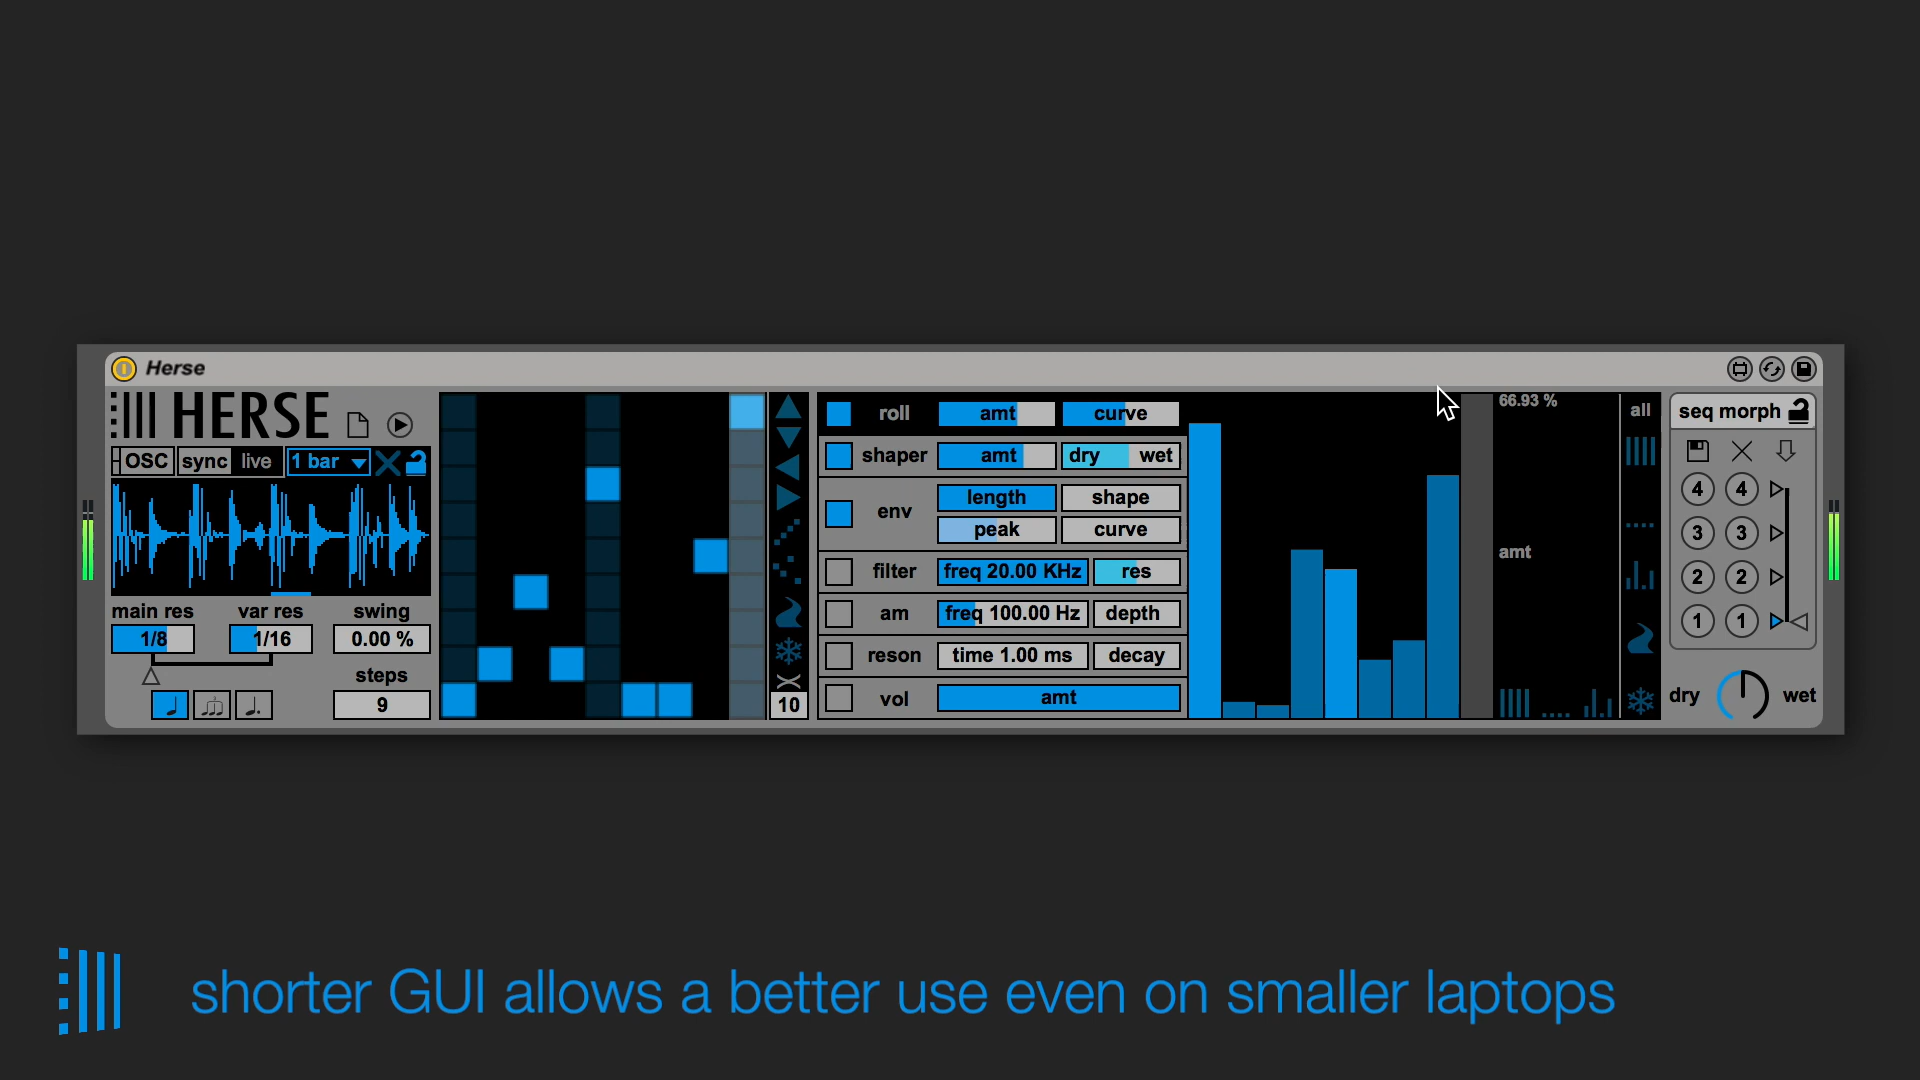 Herse
HERSE
OSC sync live 1 bar
main res var res swing
1/8 1/16 0.00 %
steps
9
10
roll amt curve
shaper amt dry wet
env length shape
peak curve
filter freq 20.00 KHz res
am freq 100.00 Hz depth
reson time 1.00 ms decay
vol amt
66.93 %
amt
all
seq morph
4 4
3 3
2 2
1 1
dry wet
shorter GUI allows a better use even on smaller laptops